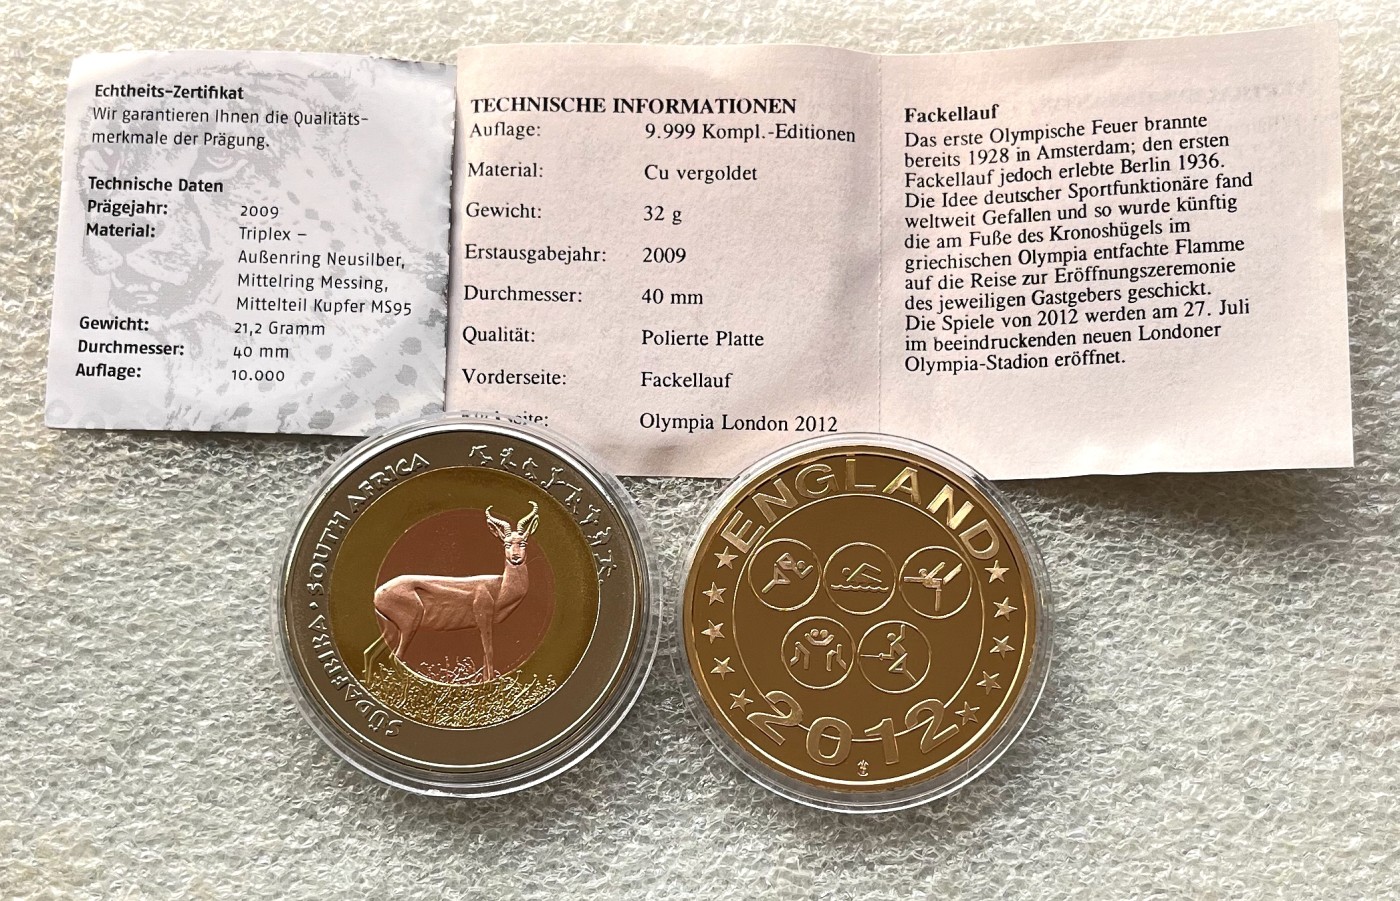 Echtheits-Zertifikat
Wir garantieren Ihnen die Qualitäts-
merkmale der Prägung.
Technische Daten
Prägejahr: 2009
Material: Triplex –
Außenring Neusilber,
Mittelring Messing,
Mittelteil Kupfer MS95
Gewicht: 21,2 Gramm
Durchmesser: 40 mm
Auflage: 10.000
TECHNISCHE INFORMATIONEN
Auflage: 9.999 Kompl.-Editionen
Material: Cu vergoldet
Gewicht: 32 g
Erstausgabejahr: 2009
Durchmesser: 40 mm
Qualität: Polierte Platte
Vorderseite: Fackellauf
Olympia London 2012
Fackellauf
Das erste Olympische Feuer brannte
bereits 1928 in Amsterdam; den ersten
Fackellauf jedoch erlebte Berlin 1936.
Die Idee deutscher Sportfunktionäre fand
weltweit Gefallen und so wurde künftig
die am Fuße des Kronoshügels im
griechischen Olympia entfachte Flamme
auf die Reise zur Eröffnungszeremonie
des jeweiligen Gastgebers geschickt.
Die Spiele von 2012 werden am 27. Juli
im beeindruckenden neuen Londoner
Olympia-Stadion eröffnet.
SÜDAFRIKA · SOUTH AFRICA
ENGLAND
2012